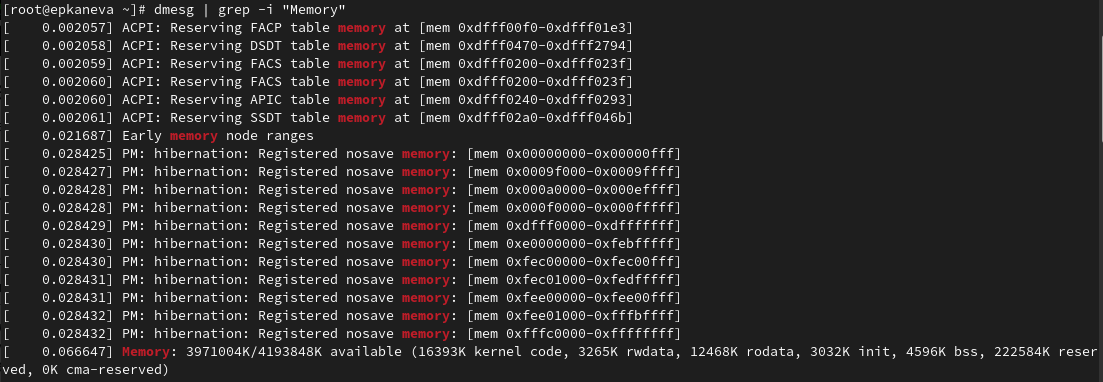 [root@epkaneva ~]# dmesg | grep -i "Memory"
[    0.002057] ACPI: Reserving FACP table memory at [mem 0xdfff00f0-0xdfff01e3]
[    0.002058] ACPI: Reserving DSDT table memory at [mem 0xdfff0470-0xdfff2794]
[    0.002059] ACPI: Reserving FACS table memory at [mem 0xdfff0200-0xdfff023f]
[    0.002060] ACPI: Reserving FACS table memory at [mem 0xdfff0200-0xdfff023f]
[    0.002060] ACPI: Reserving APIC table memory at [mem 0xdfff0240-0xdfff0293]
[    0.002061] ACPI: Reserving SSDT table memory at [mem 0xdfff02a0-0xdfff046b]
[    0.021687] Early memory node ranges
[    0.028425] PM: hibernation: Registered nosave memory: [mem 0x00000000-0x00000fff]
[    0.028427] PM: hibernation: Registered nosave memory: [mem 0x0009f000-0x0009ffff]
[    0.028428] PM: hibernation: Registered nosave memory: [mem 0x000a0000-0x000effff]
[    0.028428] PM: hibernation: Registered nosave memory: [mem 0x000f0000-0x000fffff]
[    0.028429] PM: hibernation: Registered nosave memory: [mem 0xdfff0000-0xdfffffff]
[    0.028430] PM: hibernation: Registered nosave memory: [mem 0xe0000000-0xfebfffff]
[    0.028430] PM: hibernation: Registered nosave memory: [mem 0xfec00000-0xfec00fff]
[    0.028431] PM: hibernation: Registered nosave memory: [mem 0xfec01000-0xfedfffff]
[    0.028431] PM: hibernation: Registered nosave memory: [mem 0xfee00000-0xfee00fff]
[    0.028432] PM: hibernation: Registered nosave memory: [mem 0xfee01000-0xfffbffff]
[    0.028432] PM: hibernation: Registered nosave memory: [mem 0xfffc0000-0xffffffff]
[    0.066647] Memory: 3971004K/4193848K available (16393K kernel code, 3265K rwdata, 12468K rodata, 3032K init, 4596K bss, 222584K reser
ved, 0K cma-reserved)